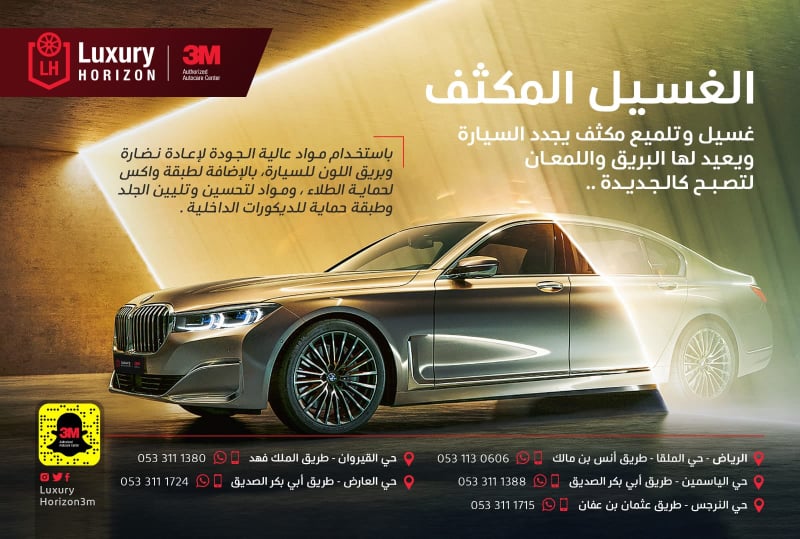 Luxury
HORIZON
3M
Authorized
Autocare Center
LH
الغسيل المكثف
غسيل وتلميع مكثف يجدد السيارة
ويعيد لها البريق واللمعان
لتصبح كالجديدة ..
باستخدام مواد عالية الجودة لإعادة نضارة
وبريق اللون للسيارة، بالإضافة لطبقة واكس
لحماية الطلاء ، ومواد لتحسين وتليين الجلد
وطبقة حماية للديكورات الداخلية .
الرياض - حي الملقا - طريق أنس بن مالك 053 113 0606
حي الياسمين - طريق أبي بكر الصديق 053 311 1388
حي النرجس - طريق عثمان بن عفان 053 311 1715
حي القيروان - طريق الملك فهد 053 311 1380
حي العارض - طريق أبي بكر الصديق 053 311 1724
3M
Authorized
Autocare Center
Luxury
Horizon3m